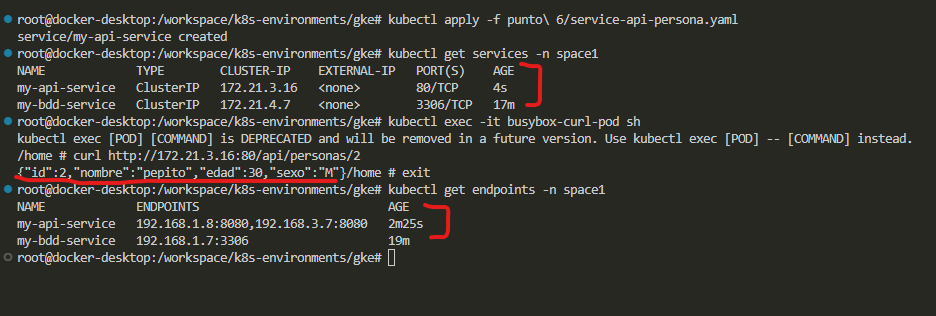 root@docker-desktop:/workspace/k8s-environments/gke# kubectl apply -f punto\ 6/service-api-persona.yaml
service/my-api-service created
root@docker-desktop:/workspace/k8s-environments/gke# kubectl get services -n space1
NAME TYPE CLUSTER-IP EXTERNAL-IP PORT(S) AGE
my-api-service ClusterIP 172.21.3.16 <none> 80/TCP 4s
my-bdd-service ClusterIP 172.21.4.7 <none> 3306/TCP 17m
root@docker-desktop:/workspace/k8s-environments/gke# kubectl exec -it busybox-curl-pod sh
kubectl exec [POD] [COMMAND] is DEPRECATED and will be removed in a future version. Use kubectl exec [POD] -- [COMMAND] instead.
/home # curl http://172.21.3.16:80/api/personas/2
{"id":2,"nombre":"pepito","edad":30,"sexo":"M"}/home # exit
root@docker-desktop:/workspace/k8s-environments/gke# kubectl get endpoints -n space1
NAME ENDPOINTS AGE
my-api-service 192.168.1.8:8080,192.168.3.7:8080 2m25s
my-bdd-service 192.168.1.7:3306 19m
root@docker-desktop:/workspace/k8s-environments/gke#